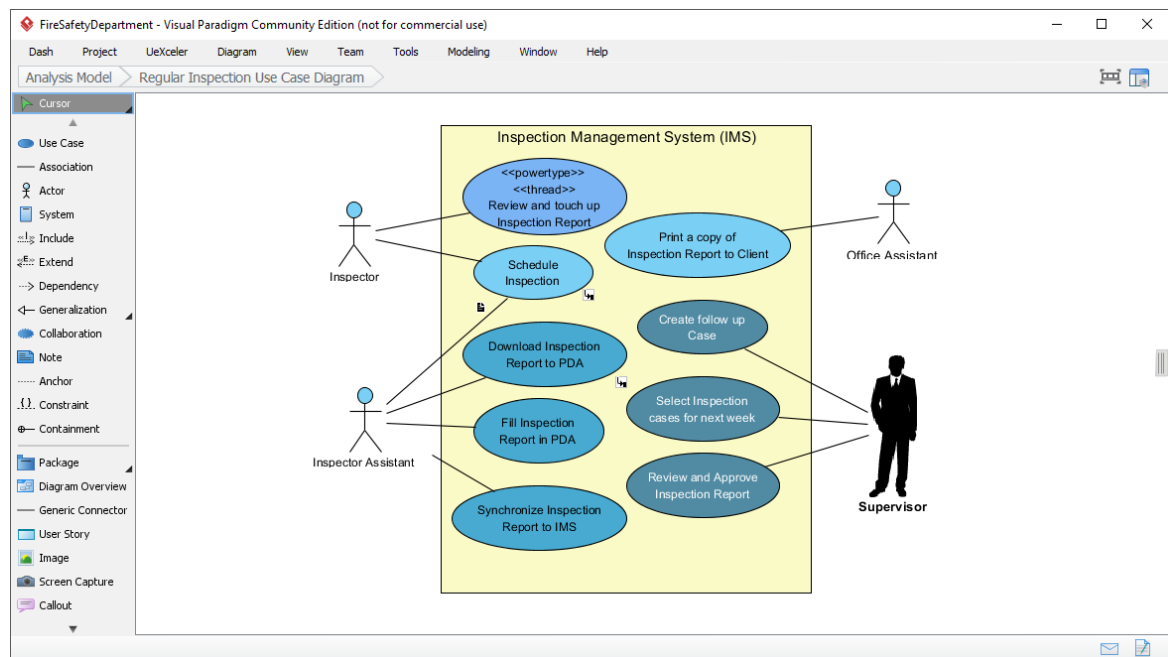 FireSafetyDepartment - Visual Paradigm Community Edition (not for commercial use)
Dash Project UeXceler Diagram View Team Tools Modeling Window Help
Analysis Model Regular Inspection Use Case Diagram
Cursor
Use Case
Association
Actor
System
Include
Extend
Dependency
Generalization
Collaboration
Note
Anchor
Constraint
Containment
Package
Diagram Overview
Generic Connector
User Story
Image
Screen Capture
Callout
Inspection Management System (IMS)
<<powertype>>
<<thread>>
Review and touch up
Inspection Report
Print a copy of
Inspection Report to Client
Schedule
Inspection
Create follow up
Case
Download Inspection
Report to PDA
Select Inspection
cases for next week
Fill Inspection
Report in PDA
Review and Approve
Inspection Report
Synchronize Inspection
Report to IMS
Inspector
Office Assistant
Inspector Assistant
Supervisor